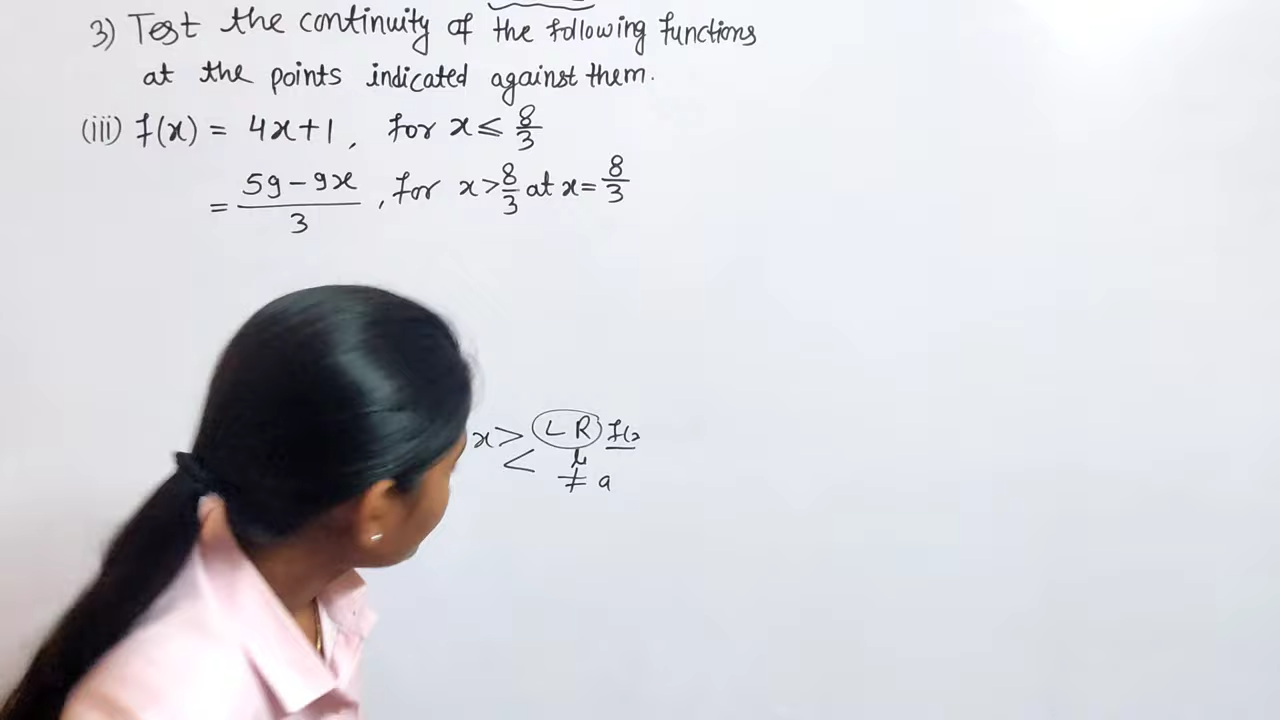 3) Test the continuity of the following functions
at the points indicated against them.
(iii) f(x) = 4x+1, for x ≤ 8/3
= (59-9x)/3, for x > 8/3 at x = 8/3
x > L R f(2
<
≠ a